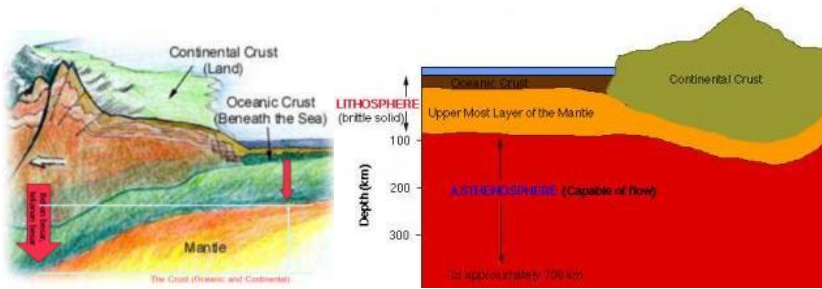 Continental Crust
(Land)
Oceanic Crust
(Beneath the Sea)
Mantle
The Crust (Oceanic and Continental)
LITHOSPHERE
(brittle solid)
Oceanic Crust
Continental Crust
Upper Most Layer of the Mantle
100
200
300
Depth (km)
ASTHENOSPHERE (Capable of flow)
to approximately 700 km